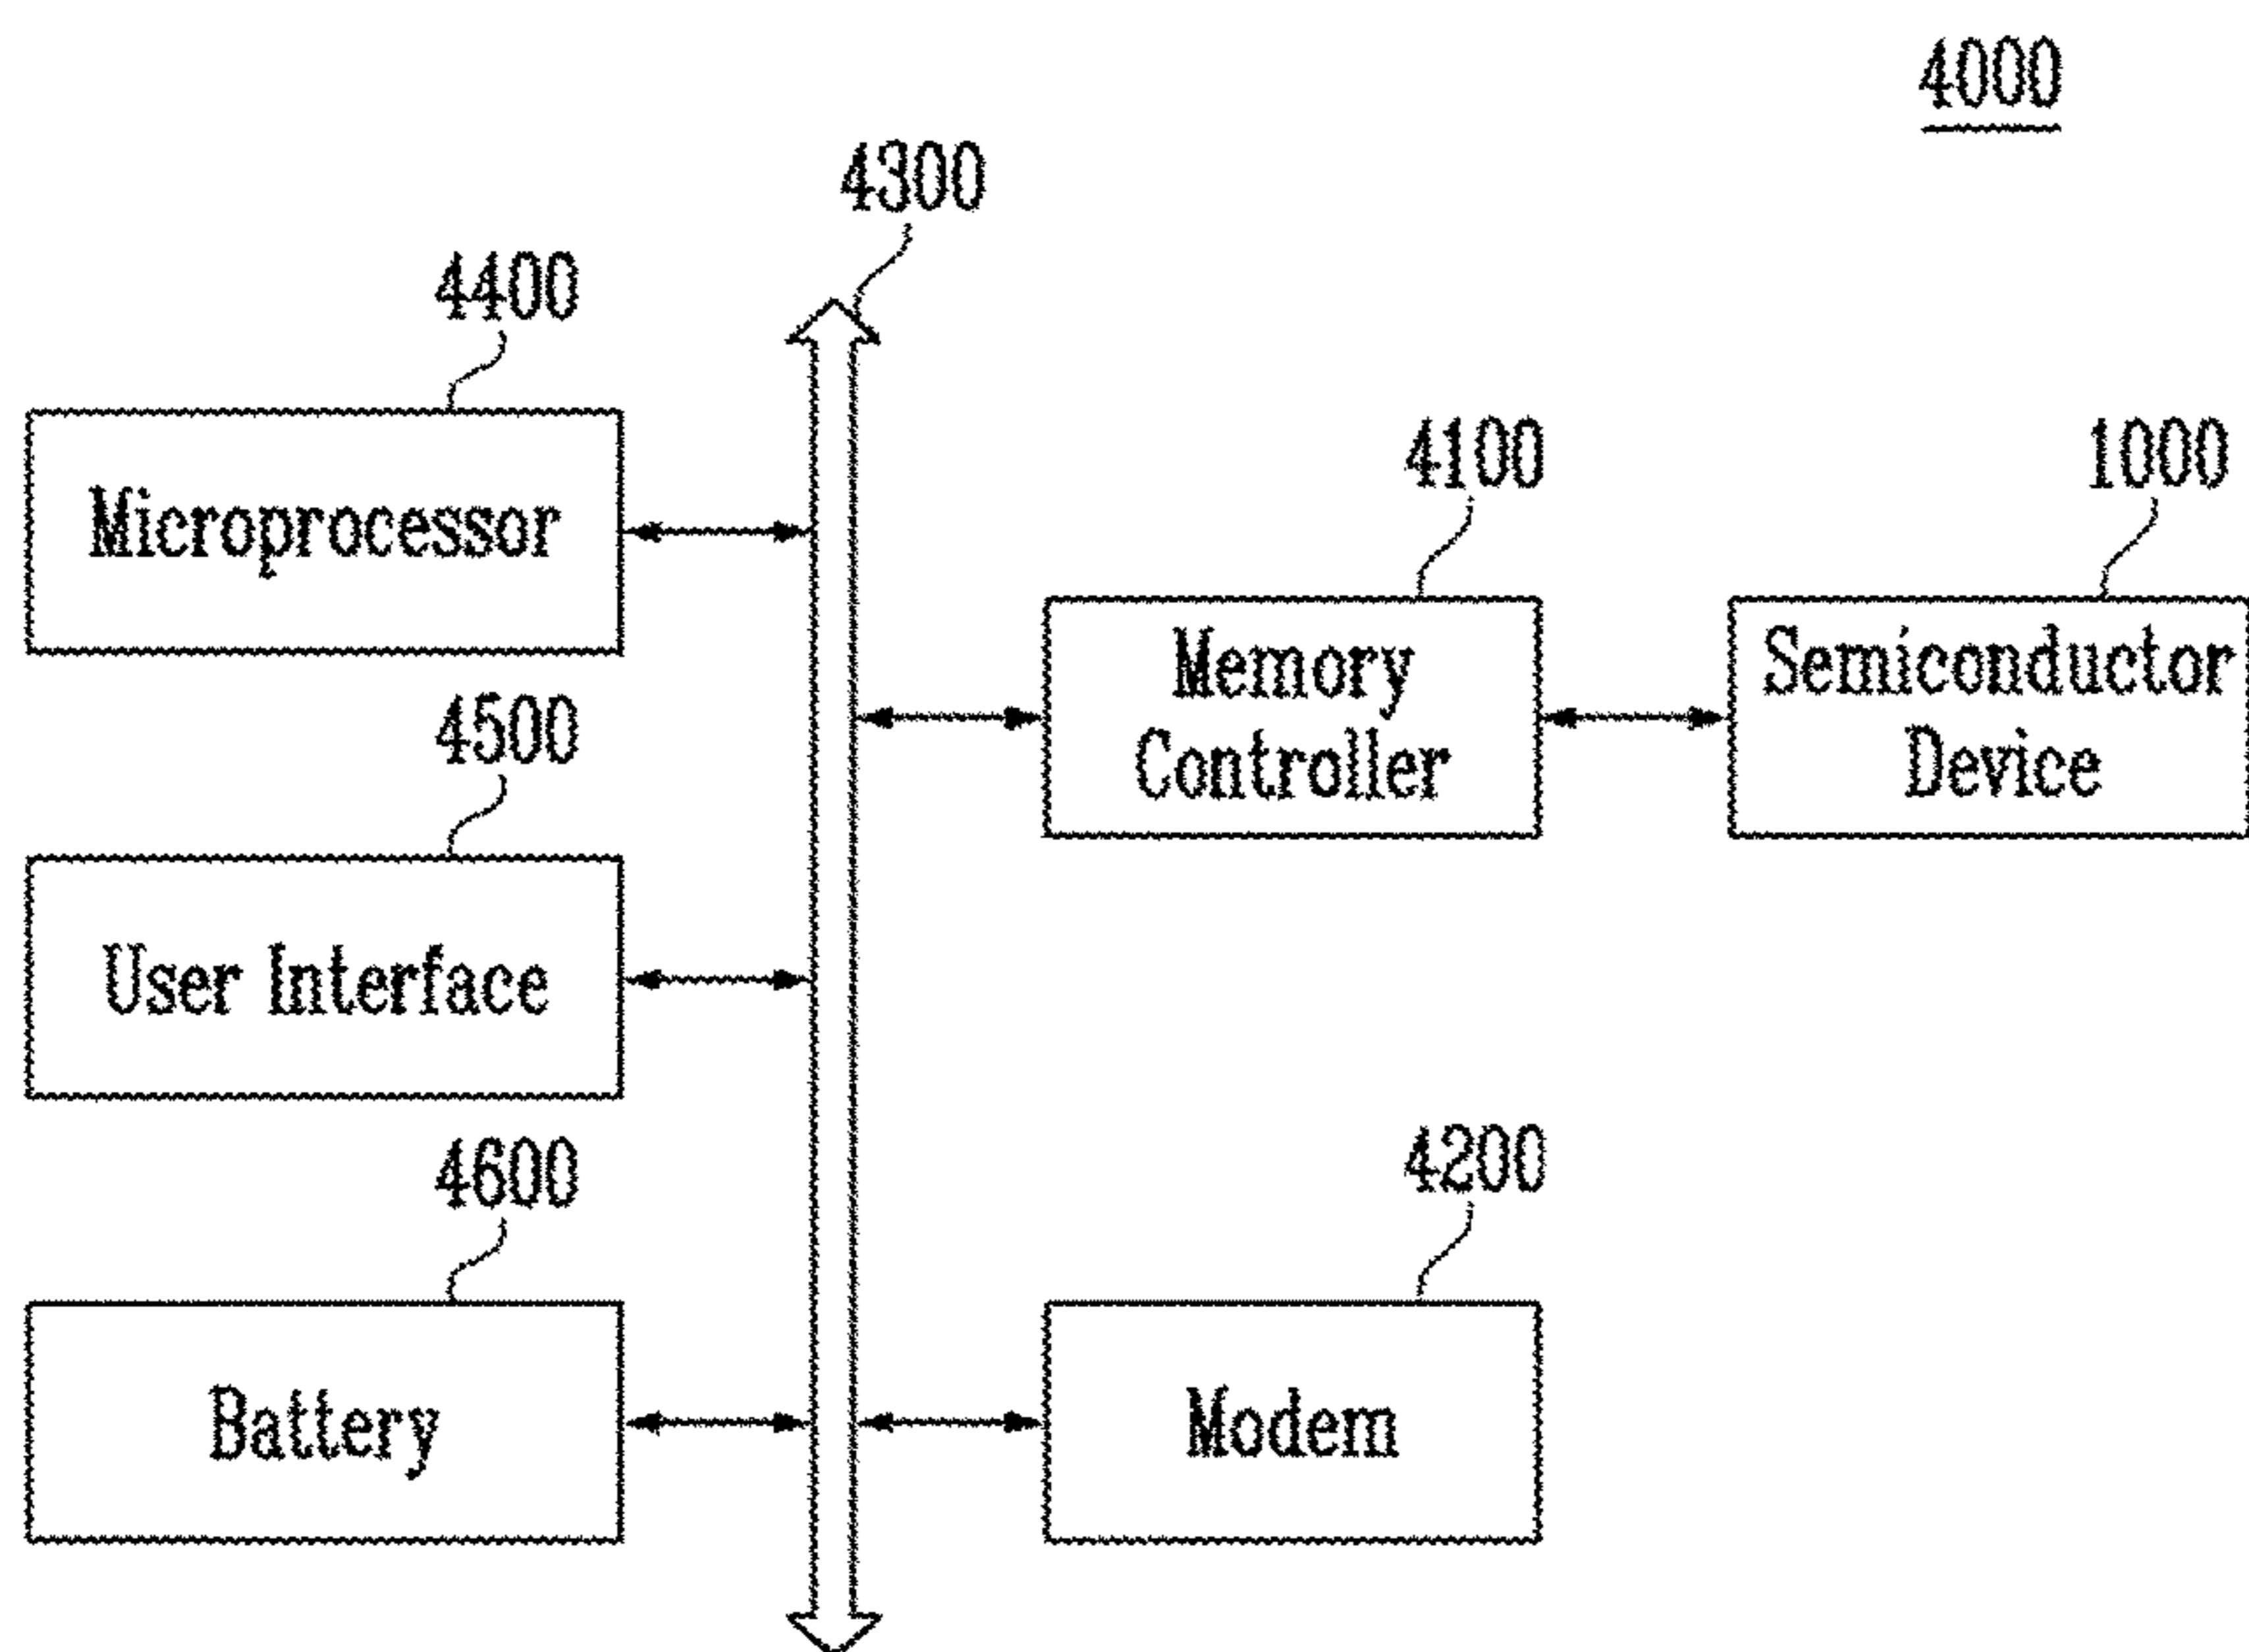 4000
4300
4400
Microprocessor
4100
1000
Memory
Controller
Semiconductor
Device
4500
User Interface
4600
Battery
4200
Modem